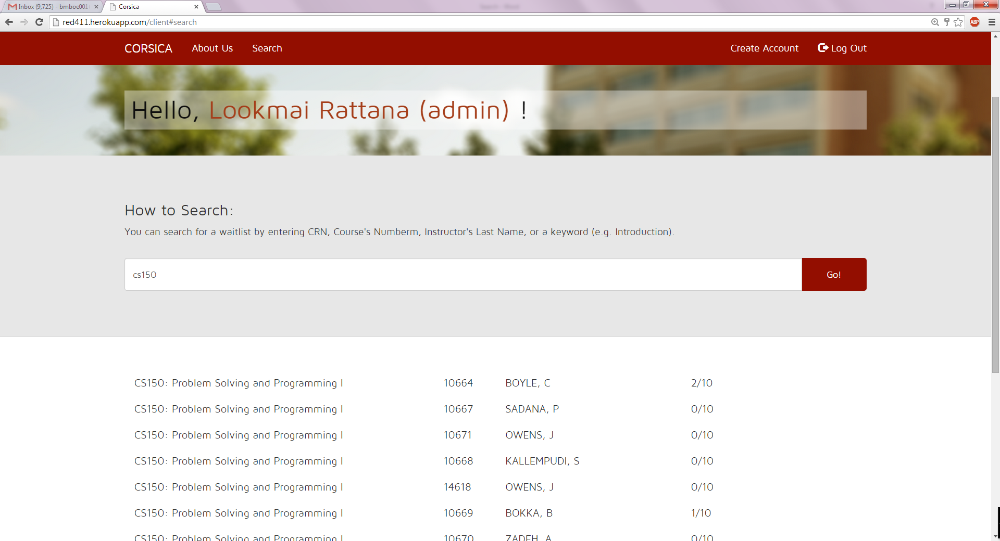 Inbox (9,725) - bmboe001
Corsica
red411.herokuapp.com/client#search
ABP
CORSICA About Us Search Create Account Log Out
Hello, Lookmai Rattana (admin) !
How to Search:
You can search for a waitlist by entering CRN, Course's Numberm, Instructor's Last Name, or a keyword (e.g. Introduction).
cs150 Go!
CS150: Problem Solving and Programming I 10664 BOYLE, C 2/10
CS150: Problem Solving and Programming I 10667 SADANA, P 0/10
CS150: Problem Solving and Programming I 10671 OWENS, J 0/10
CS150: Problem Solving and Programming I 10668 KALLEMPUDI, S 0/10
CS150: Problem Solving and Programming I 14618 OWENS, J 0/10
CS150: Problem Solving and Programming I 10669 BOKKA, B 1/10
CS150: Problem Solving and Programming I 10670 ZADEH, A 0/10